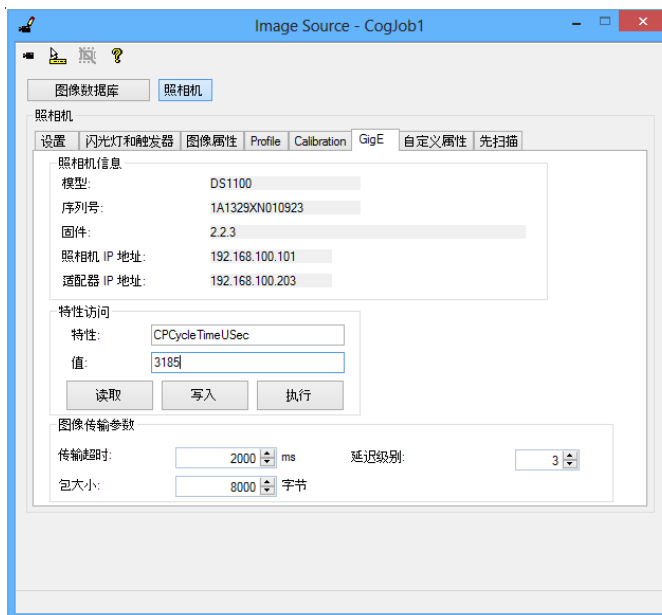 Image Source - CogJob1
图像数据库 照相机
照相机
设置 闪光灯和触发器 图像属性 Profile Calibration GigE 自定义属性 先扫描
照相机信息
模型: DS1100
序列号: 1A1329XN010923
固件: 2.2.3
照相机 IP 地址: 192.168.100.101
适配器 IP 地址: 192.168.100.203
特性访问
特性: CPCycleTimeUSec
值: 3185
读取 写入 执行
图像传输参数
传输超时: 2000 ms 延迟级别: 3
包大小: 8000 字节